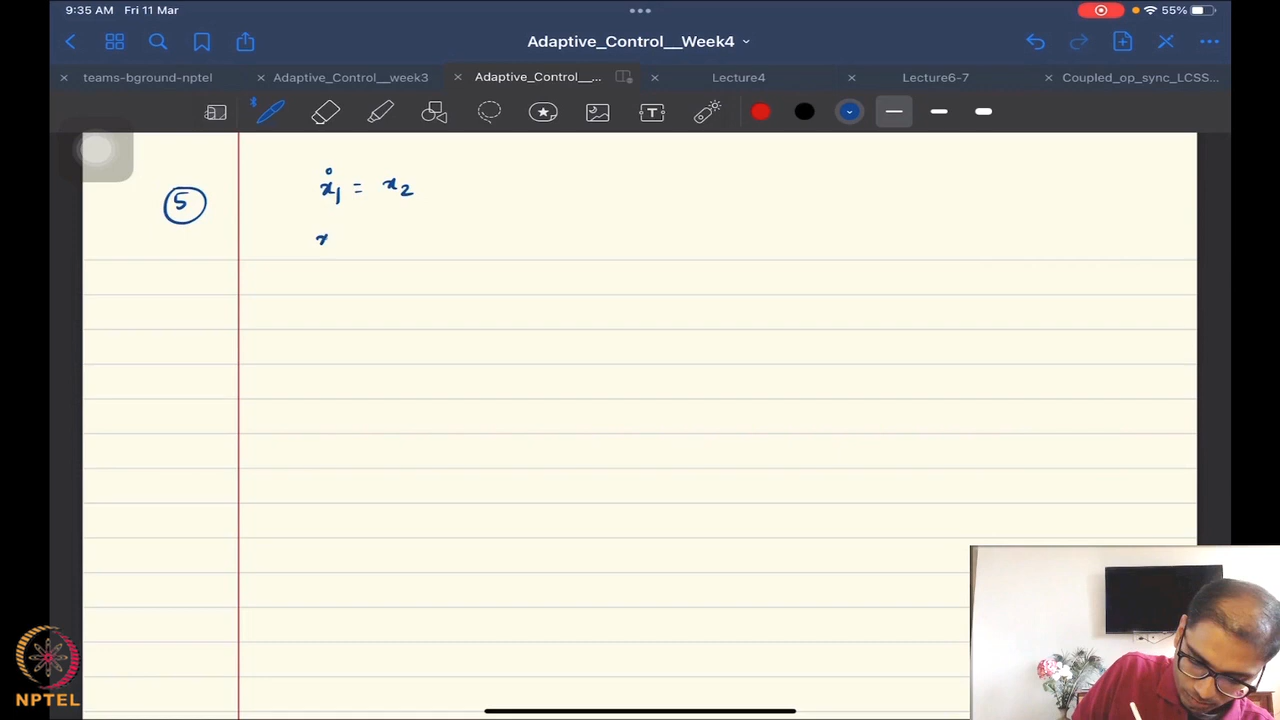 9:35 AM Fri 11 Mar
55%
Adaptive_Control__Week4
teams-bground-nptel
Adaptive_Control__week3
Adaptive_Control__...
Lecture4
Lecture6-7
Coupled_op_sync_LCSS...
5
ẋ₁ = x₂
x
NPTEL